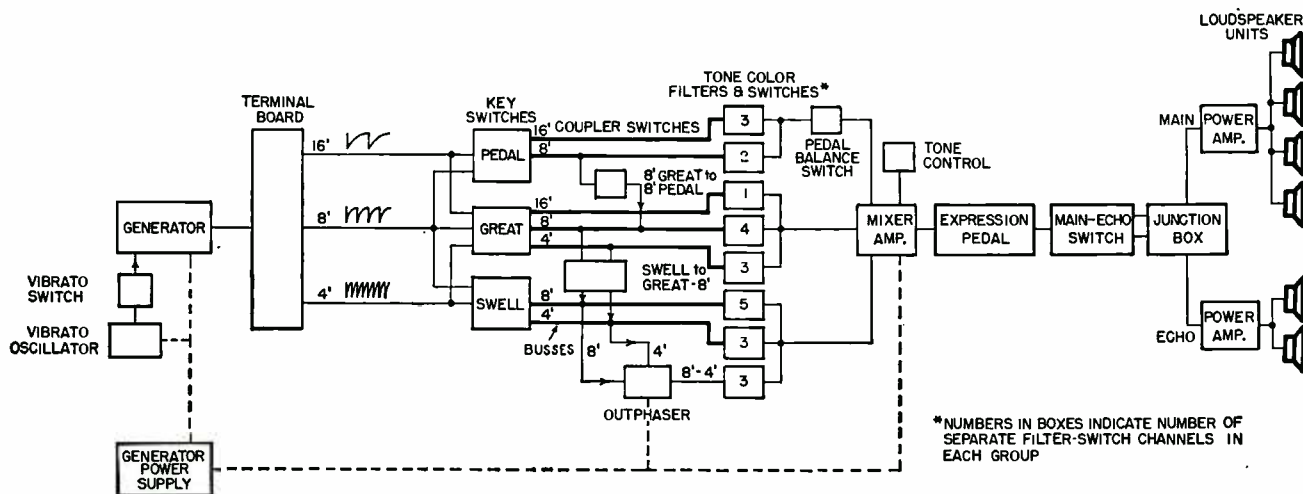 LOUDSPEAKER
UNITS
TONE COLOR
FILTERS & SWITCHES*
TERMINAL
BOARD
KEY
SWITCHES
16'
COUPLER SWITCHES
3
MAIN
POWER
AMP.
16'
PEDAL
8'
2
PEDAL
BALANCE
SWITCH
TONE
CONTROL
8' GREAT to
8' PEDAL
16'
1
GENERATOR
8'
GREAT
8'
4
MIXER
AMP.
EXPRESSION
PEDAL
MAIN-ECHO
SWITCH
JUNCTION
BOX
4'
3
SWELL to
GREAT-8'
VIBRATO
SWITCH
4'
SWELL
8'
5
4'
3
VIBRATO
OSCILLATOR
BUSSES
8'
4'
8'-4'
3
ECHO
POWER
AMP.
OUTPHASER
*NUMBERS IN BOXES INDICATE NUMBER OF
SEPARATE FILTER-SWITCH CHANNELS IN
EACH GROUP
GENERATOR
POWER
SUPPLY